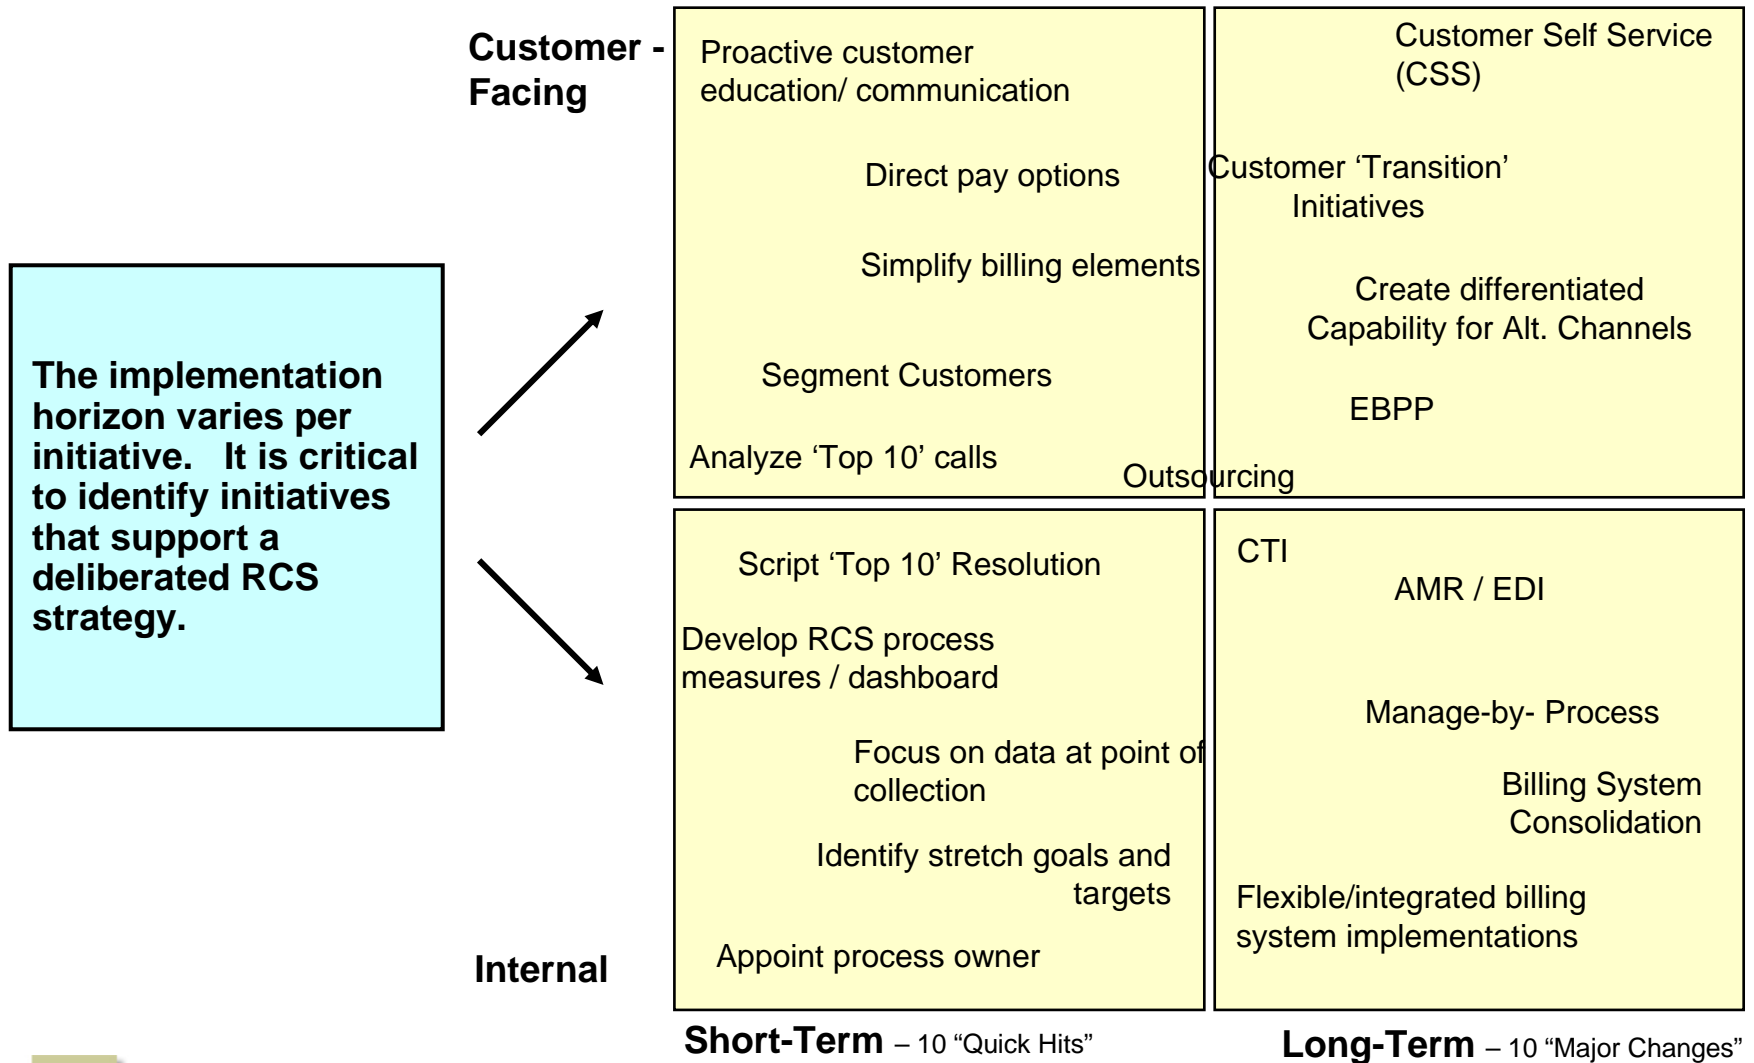 Customer -
Facing
Proactive customer
education/ communication
Direct pay options
Simplify billing elements
Segment Customers
Analyze ‘Top 10’ calls
Outsourcing
Customer Self Service
(CSS)
Customer ‘Transition’
Initiatives
Create differentiated
Capability for Alt. Channels
EBPP
The implementation
horizon varies per
initiative.   It is critical
to identify initiatives
that support a
deliberated RCS
strategy.
Script ‘Top 10’ Resolution
Develop RCS process
measures / dashboard
Focus on data at point of
collection
Identify stretch goals and
targets
Appoint process owner
CTI
AMR / EDI
Manage-by- Process
Billing System
Consolidation
Flexible/integrated billing
system implementations
Internal
Short-Term – 10 “Quick Hits”
Long-Term – 10 “Major Changes”